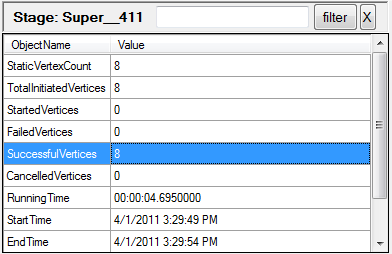 Stage: Super__411 filter X
ObjectName Value
StaticVertexCount 8
TotalInitiatedVertices 8
StartedVertices 0
FailedVertices 0
SuccessfulVertices 8
CancelledVertices 0
RunningTime 00:00:04.6950000
StartTime 4/1/2011 3:29:49 PM
EndTime 4/1/2011 3:29:54 PM